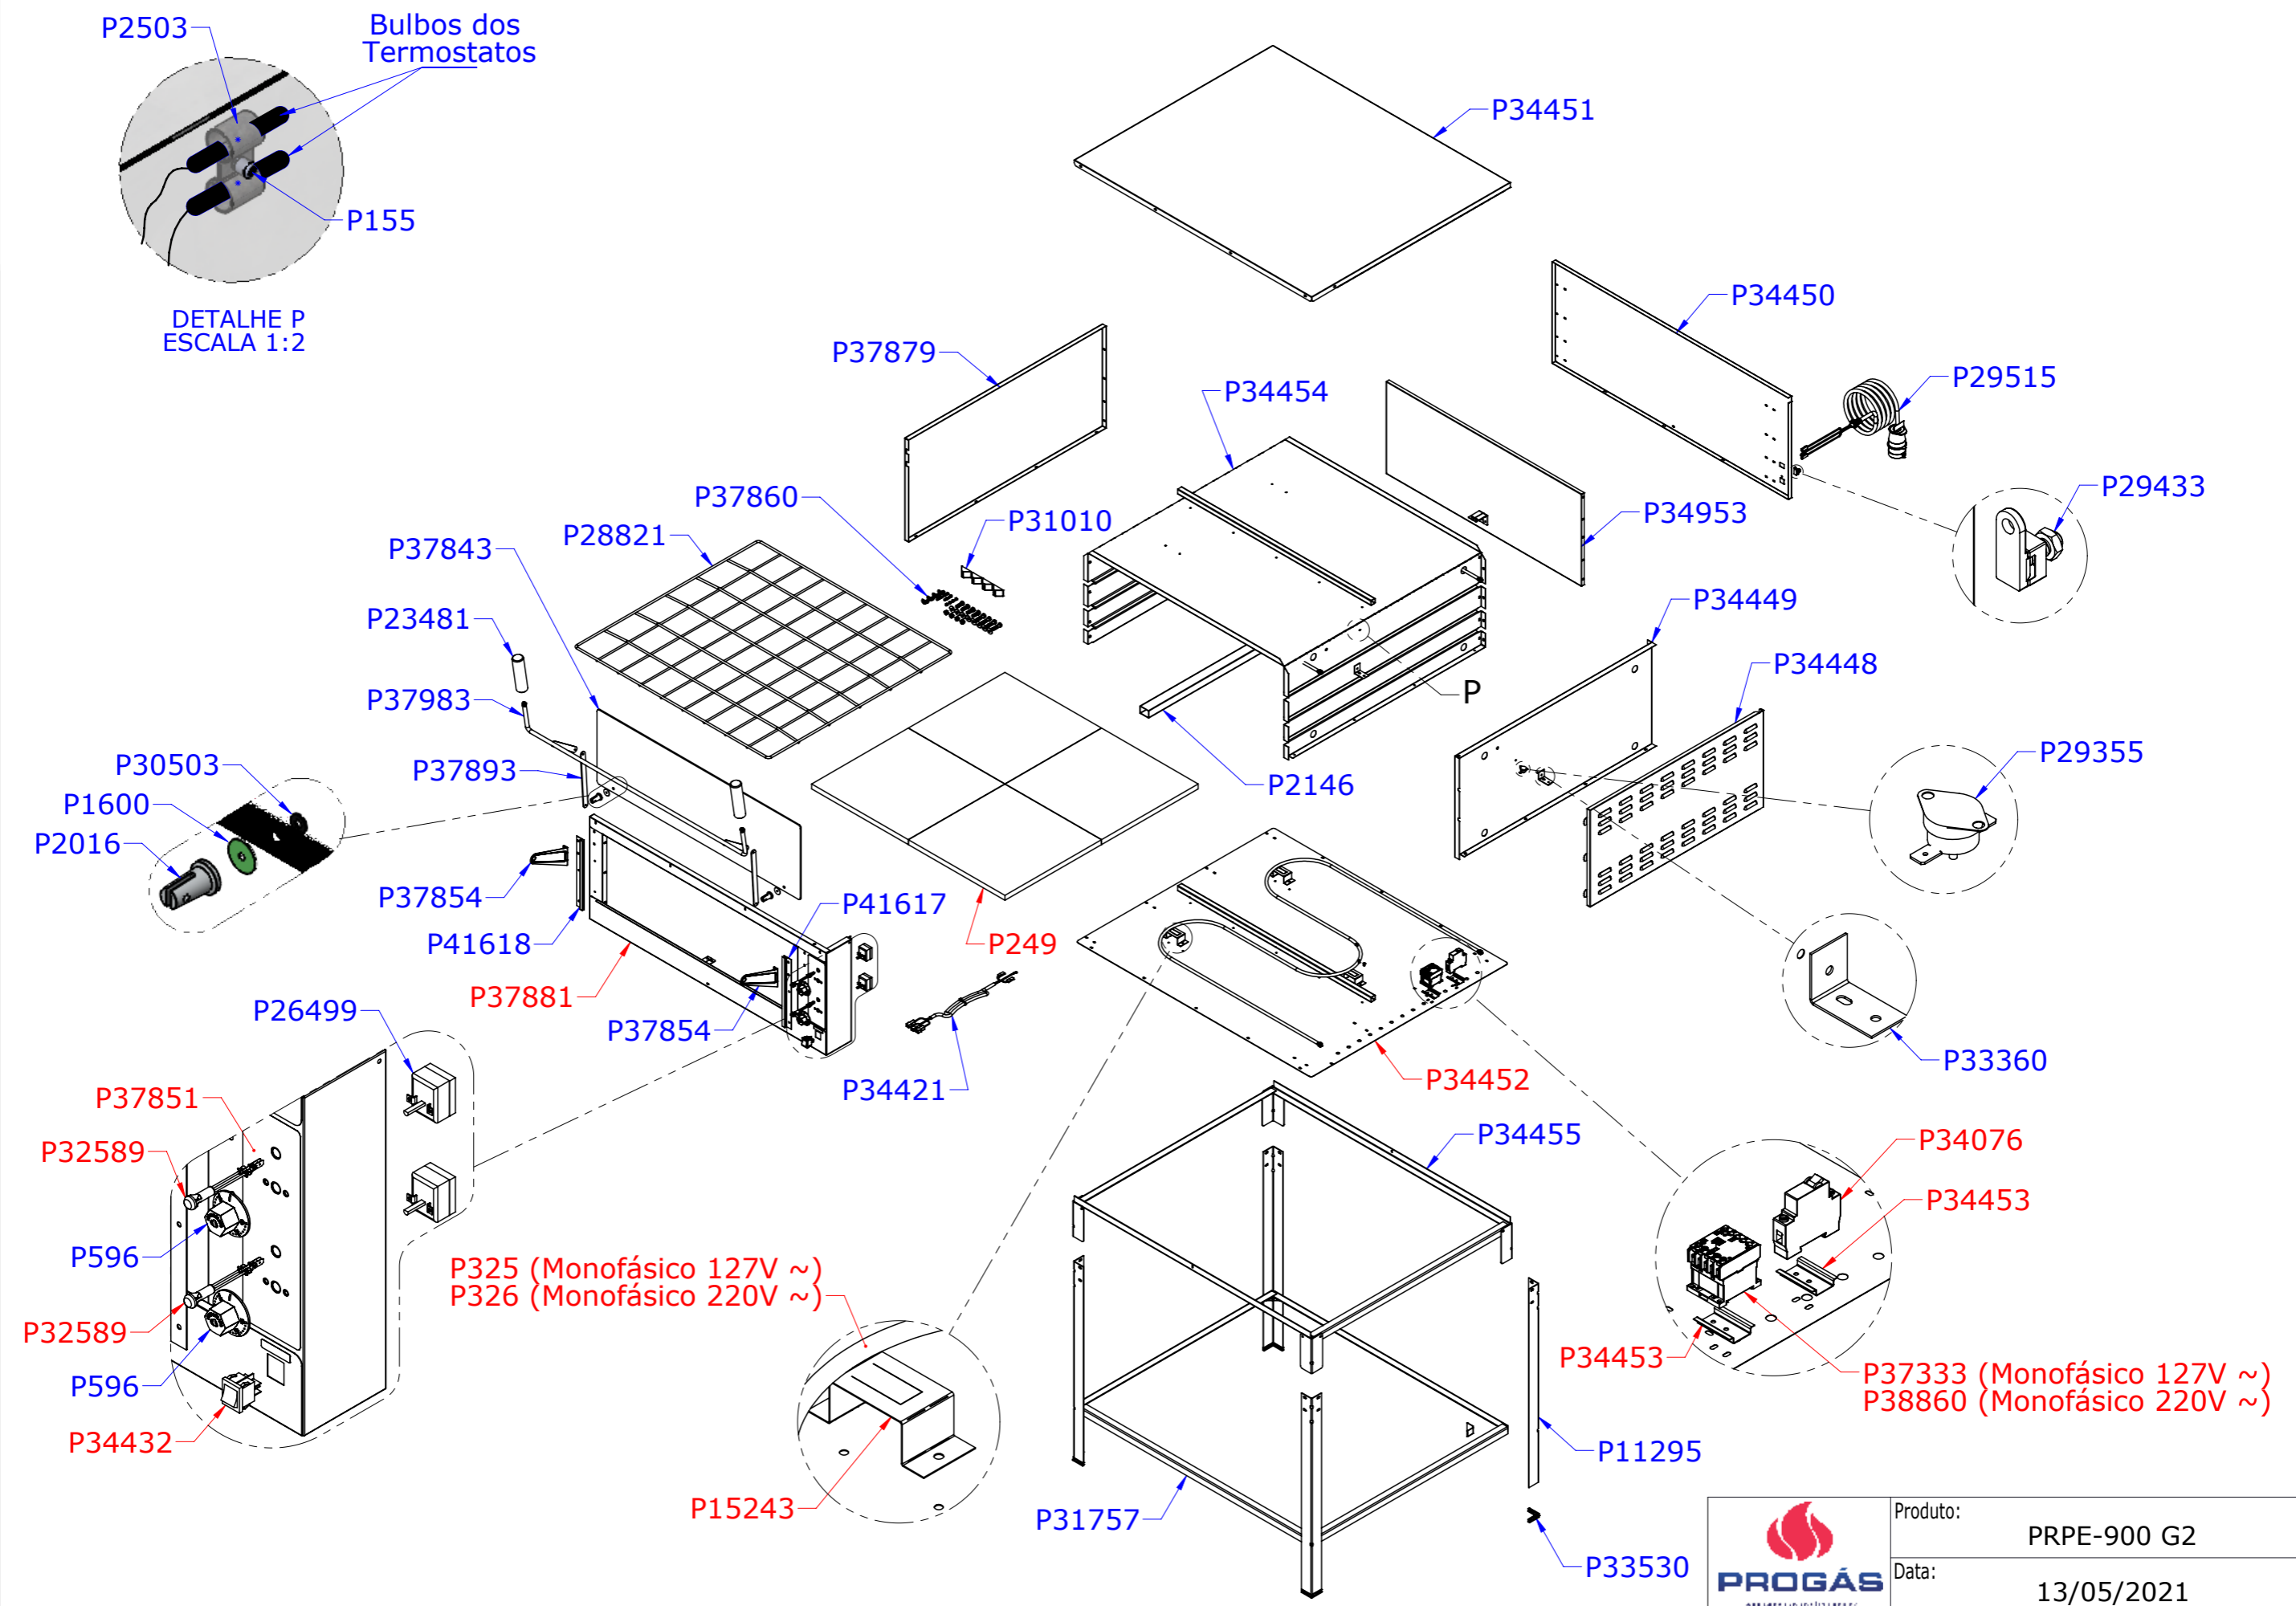 P2503
Bulbos dos
Termostatos
P155
DETALHE P
ESCALA 1:2
P34451
P34450
P37879
P34454
P29515
P37860
P31010
P34953
P29433
P28821
P37843
P23481
P37983
P34449
P34448
P
P29355
P30503
P37893
P2146
P1600
P2016
P37854
P41617
P41618
P249
P37881
P37854
P26499
P34421
P33360
P34452
P37851
P32589
P34455
P34076
P34453
P596
P325 (Monofásico 127V ~)
P326 (Monofásico 220V ~)
P32589
P34453
P596
P37333 (Monofásico 127V ~)
P38860 (Monofásico 220V ~)
P34432
P11295
P15243
P31757
P33530
Produto:
PRPE-900 G2
PROGÁS
Data:
13/05/2021